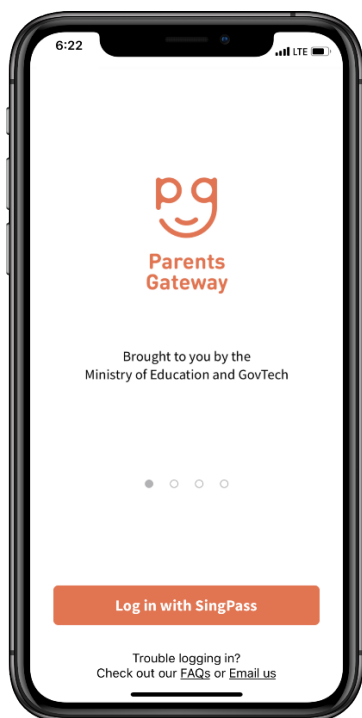 6:22
LTE
pg
Parents
Gateway
Brought to you by the
Ministry of Education and GovTech
Log in with SingPass
Trouble logging in?
Check out our FAQs or Email us